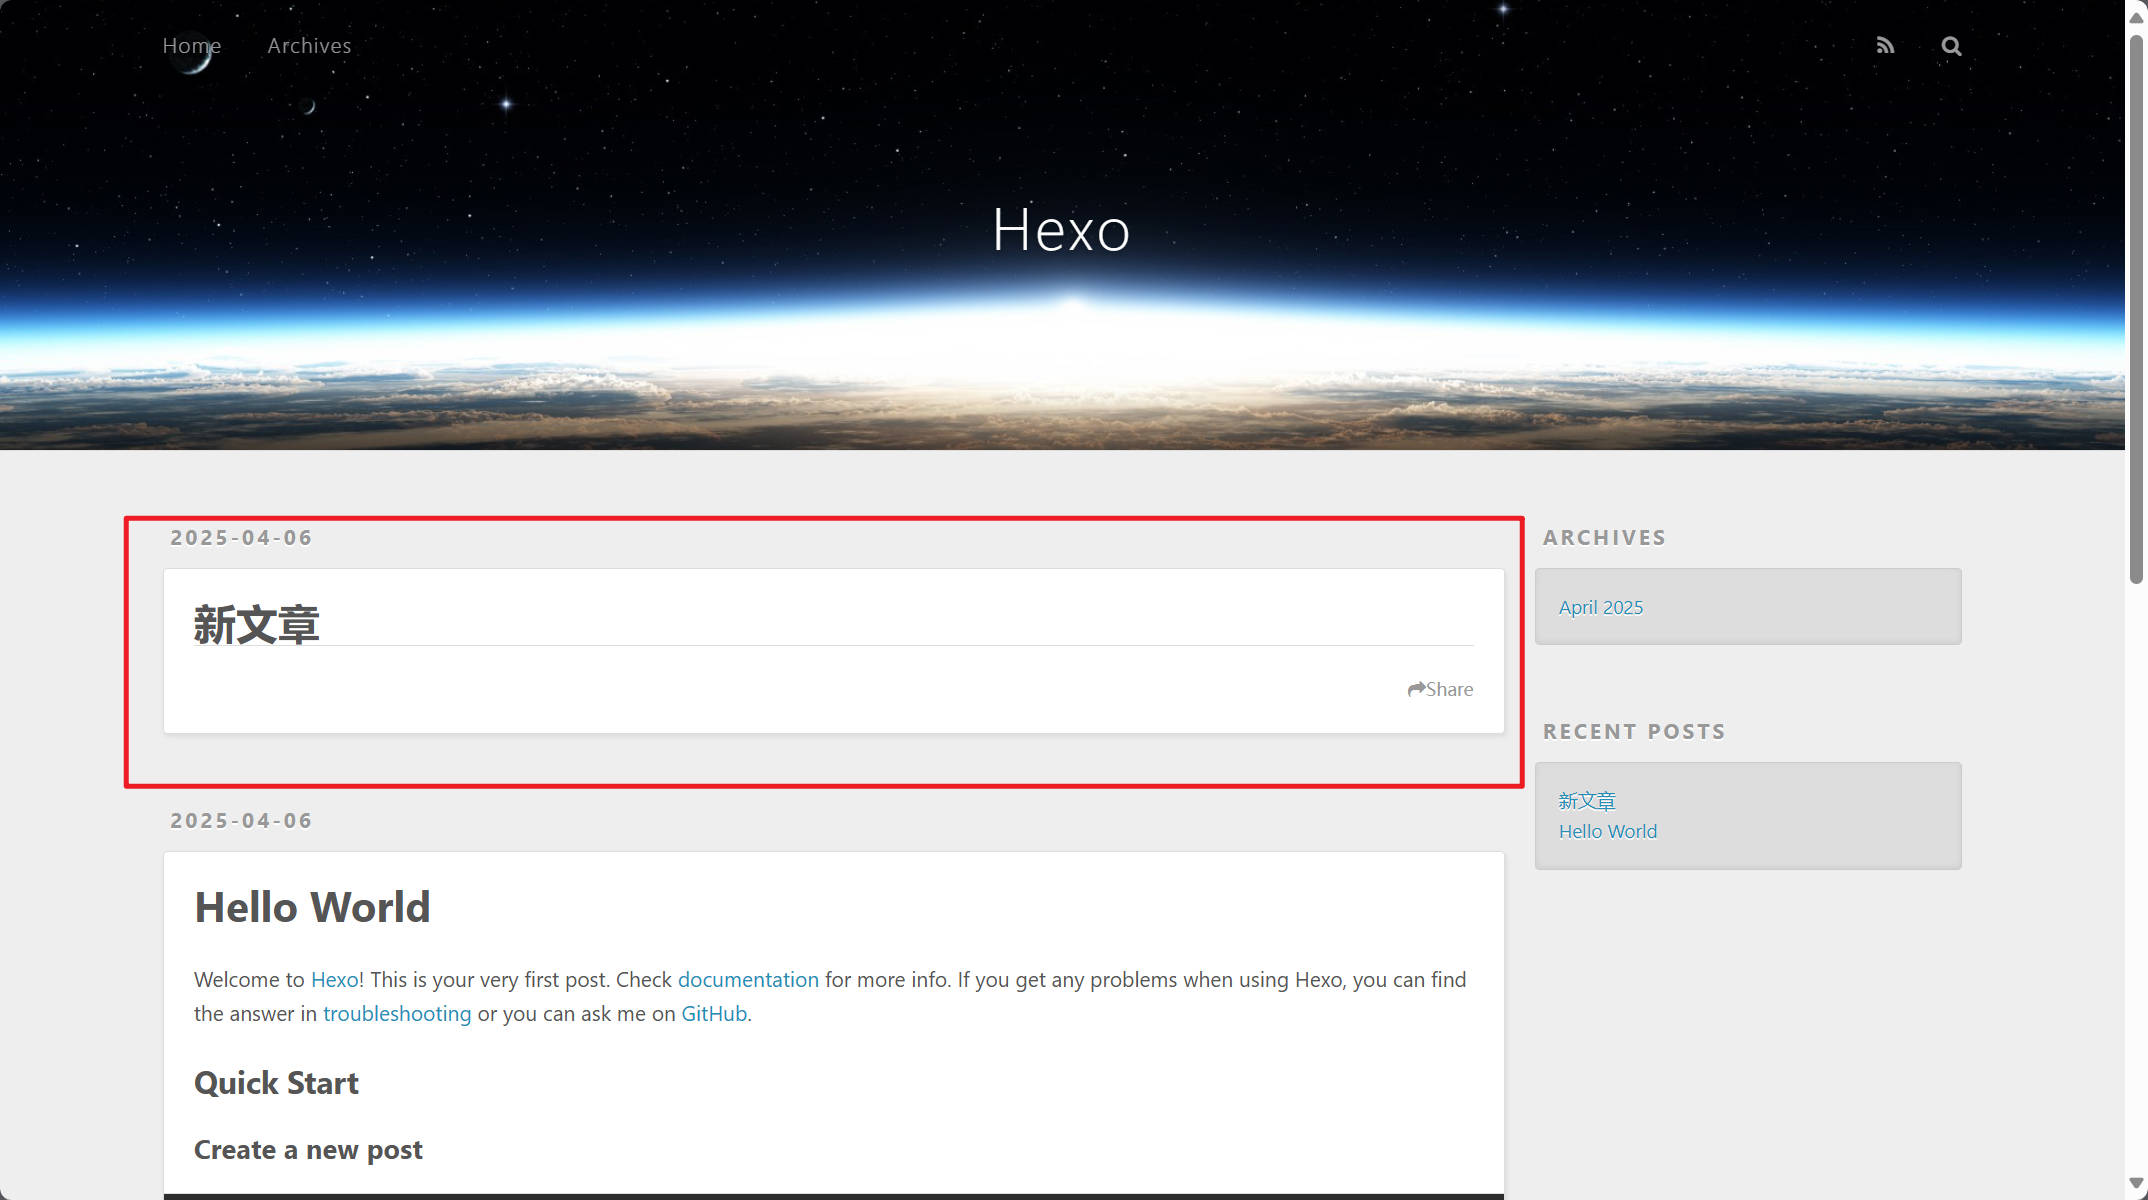 Home
Archives
Hexo
2025-04-06
新文章
Share
2025-04-06
Hello World
Welcome to Hexo! This is your very first post. Check documentation for more info. If you get any problems when using Hexo, you can find
the answer in troubleshooting or you can ask me on GitHub.
Quick Start
Create a new post
ARCHIVES
April 2025
RECENT POSTS
新文章
Hello World